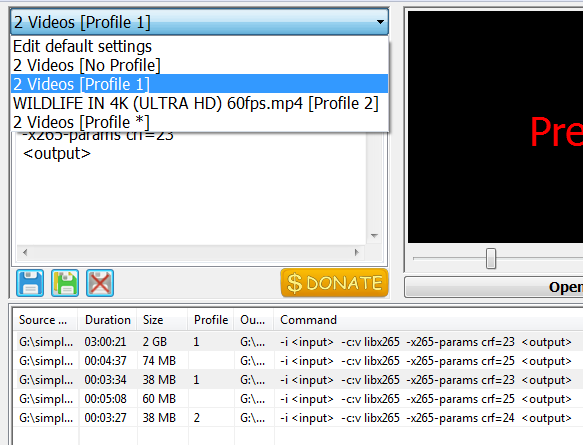 2 Videos [Profile 1]
Edit default settings
2 Videos [No Profile]
2 Videos [Profile 1]
WILDLIFE IN 4K (ULTRA HD) 60fps.mp4 [Profile 2]
2 Videos [Profile *]
-x265-params crf=23
<output>
Pre
$ DONATE
Open
Source ... Duration Size Profile Ou... Command
G:\simpl... 03:00:21 2 GB 1 G:\... -i <input> -c:v libx265 -x265-params crf=23 <output>
G:\simpl... 00:04:37 74 MB G:\... -i <input> -c:v libx265 -x265-params crf=25 <output>
G:\simpl... 00:03:34 38 MB 1 G:\... -i <input> -c:v libx265 -x265-params crf=23 <output>
G:\simpl... 00:05:08 60 MB G:\... -i <input> -c:v libx265 -x265-params crf=25 <output>
G:\simpl... 00:03:27 38 MB 2 G:\... -i <input> -c:v libx265 -x265-params crf=24 <output>